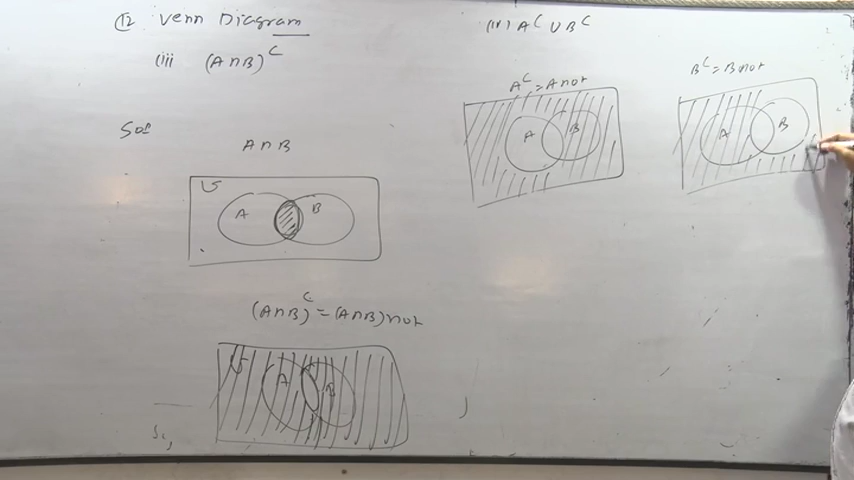 (12 Venn Diagram
(iii (A∩B)^C
Sol
A∩B
U
A B
(A∩B)^C = (A∩B)not
U
A B
(iv) A^C ∪ B^C
A^C = A not
A B
B^C = B not
A B